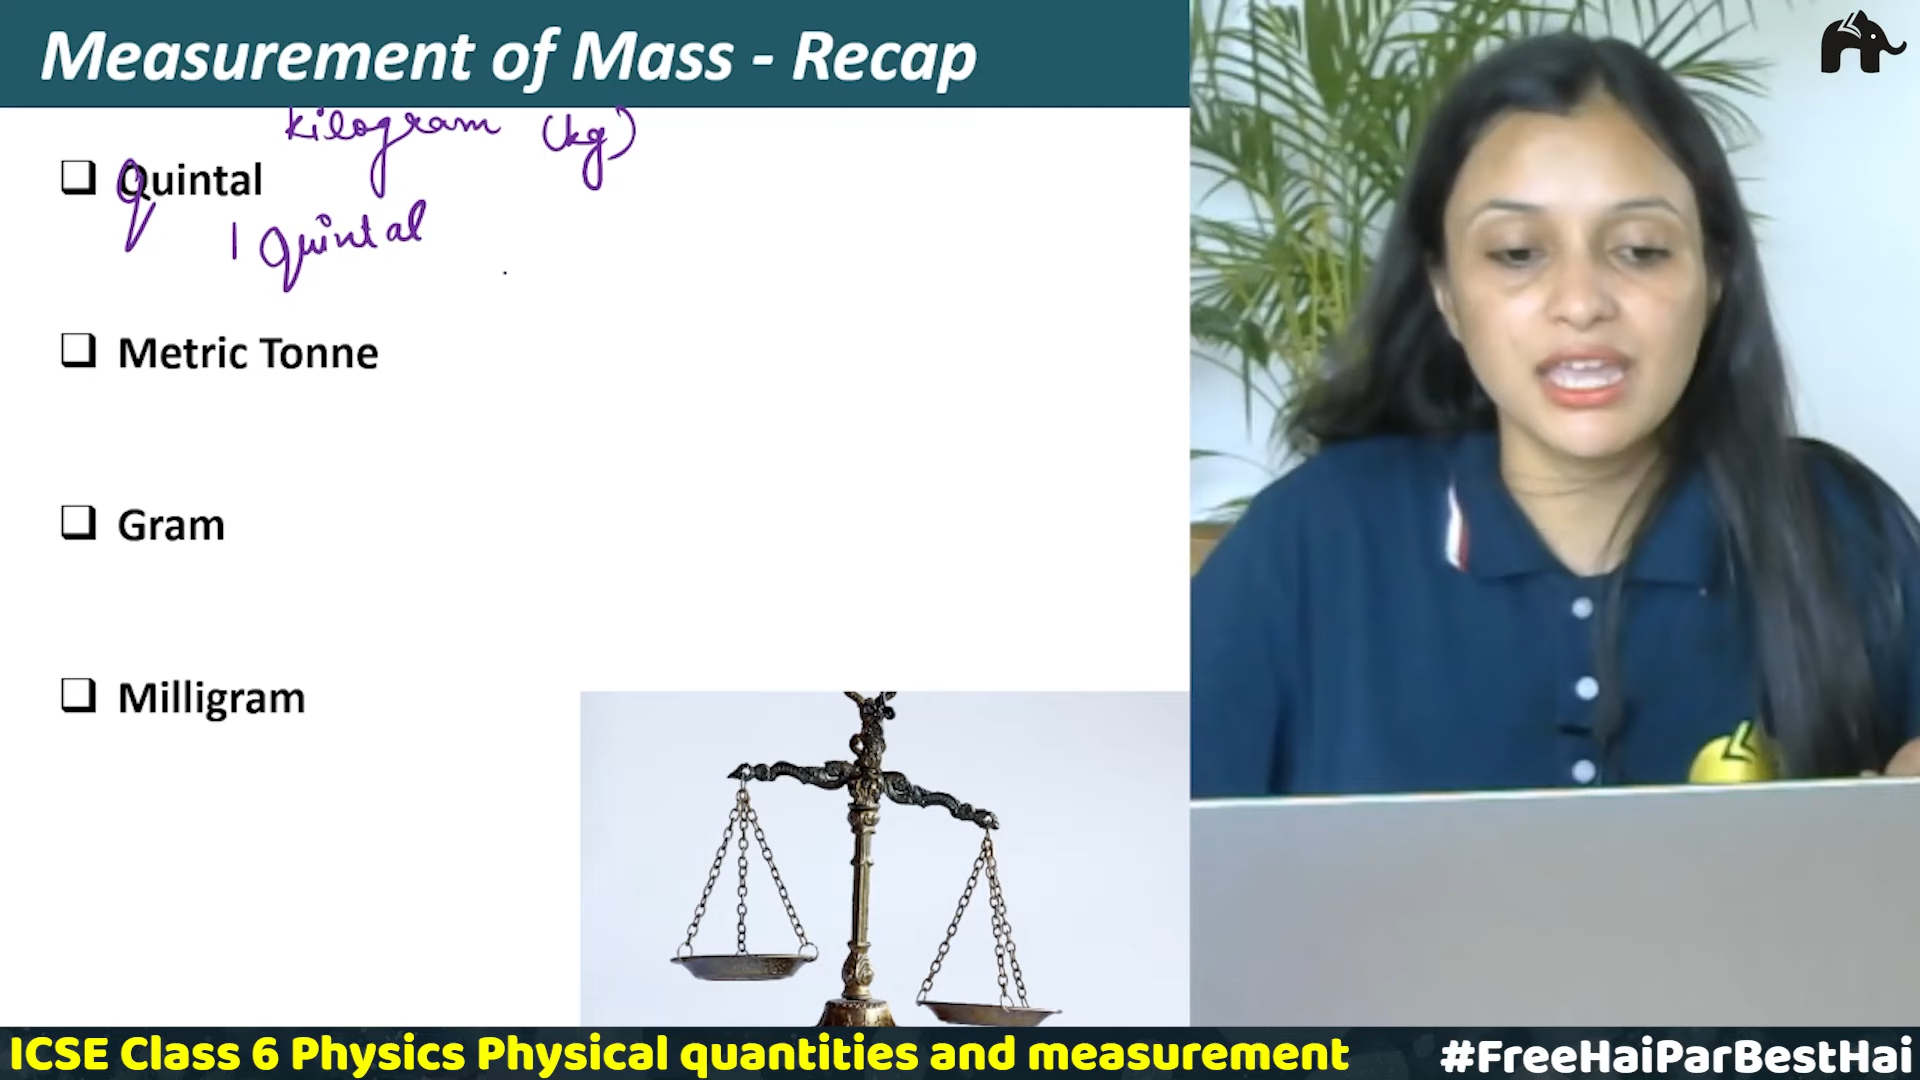 Measurement of Mass - Recap
kilogram (kg)
❑ Quintal
q
1 Quintal
❑ Metric Tonne
❑ Gram
❑ Milligram
ICSE Class 6 Physics Physical quantities and measurement
#FreeHaiParBestHai